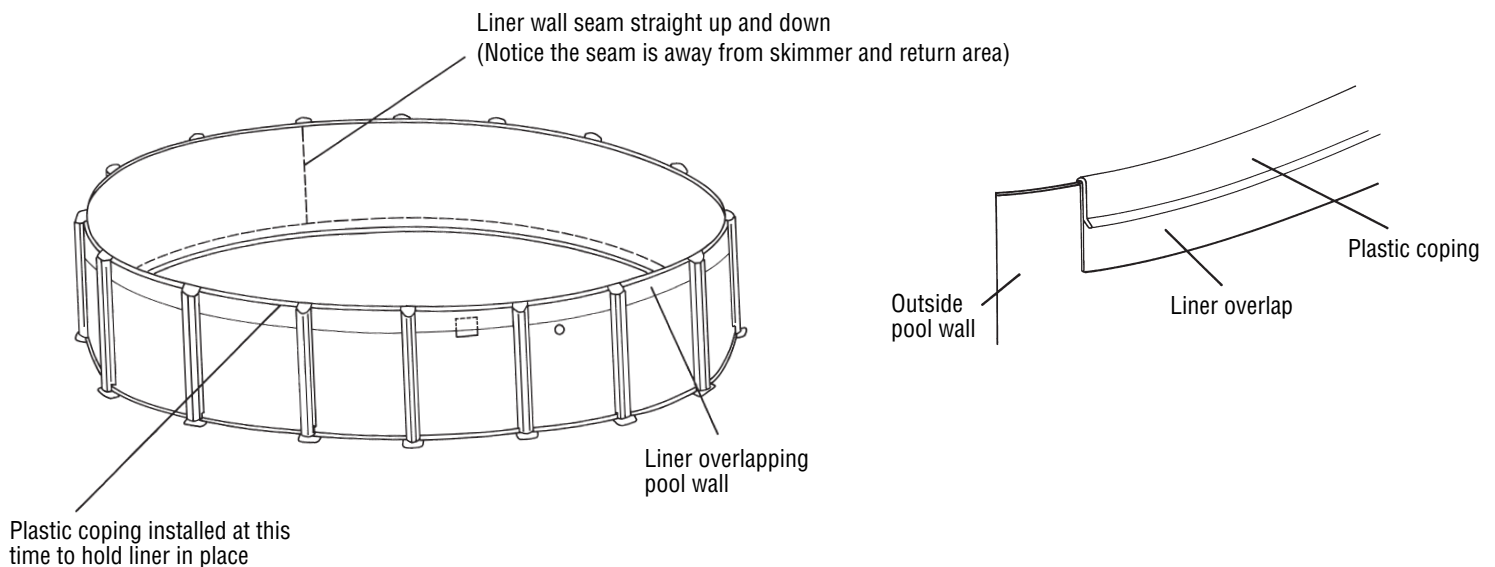 Liner wall seam straight up and down
(Notice the seam is away from skimmer and return area)
Plastic coping
Liner overlap
Outside
pool wall
Liner overlapping
pool wall
Plastic coping installed at this
time to hold liner in place